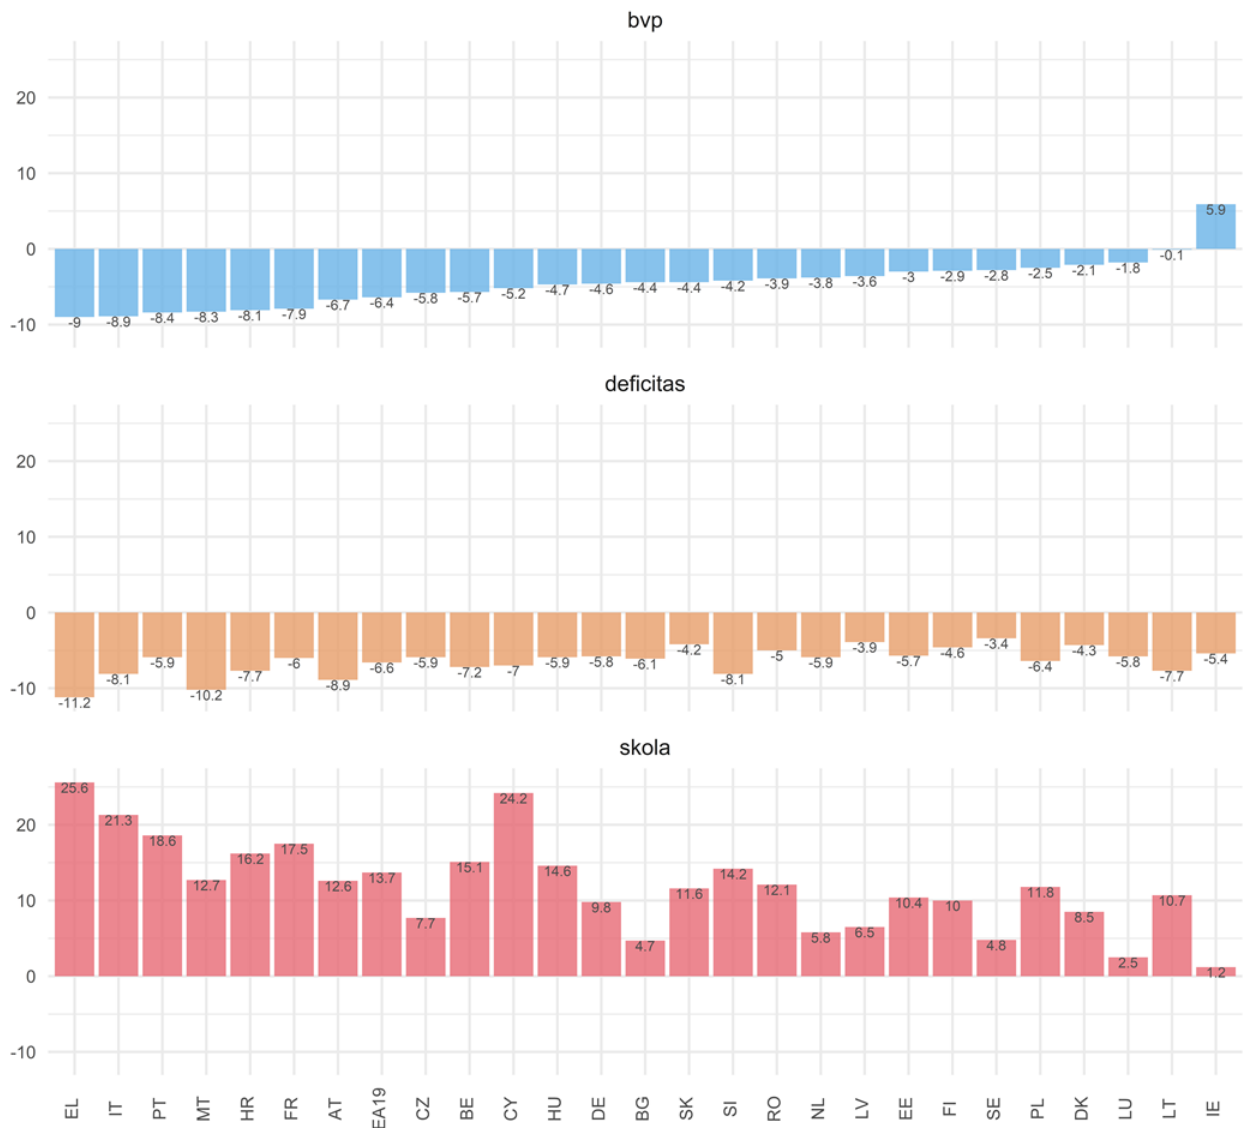 bvp
20
10
0
-10
-9 -8.9 -8.4 -8.3 -8.1 -7.9 -6.7 -6.4 -5.8 -5.7 -5.2 -4.7 -4.6 -4.4 -4.4 -4.2 -3.9 -3.8 -3.6 -3 -2.9 -2.8 -2.5 -2.1 -1.8 -0.1 5.9
deficitas
20
10
0
-10
-11.2 -8.1 -5.9 -10.2 -7.7 -6 -8.9 -6.6 -5.9 -7.2 -7 -5.9 -5.8 -6.1 -4.2 -8.1 -5 -5.9 -3.9 -5.7 -4.6 -3.4 -6.4 -4.3 -5.8 -7.7 -5.4
skola
20
10
0
-10
25.6 21.3 18.6 12.7 16.2 17.5 12.6 13.7 7.7 15.1 24.2 14.6 9.8 4.7 11.6 14.2 12.1 5.8 6.5 10.4 10 4.8 11.8 8.5 2.5 10.7 1.2
EL IT PT MT HR FR AT EA19 CZ BE CY HU DE BG SK SI RO NL LV EE FI SE PL DK LU LT IE